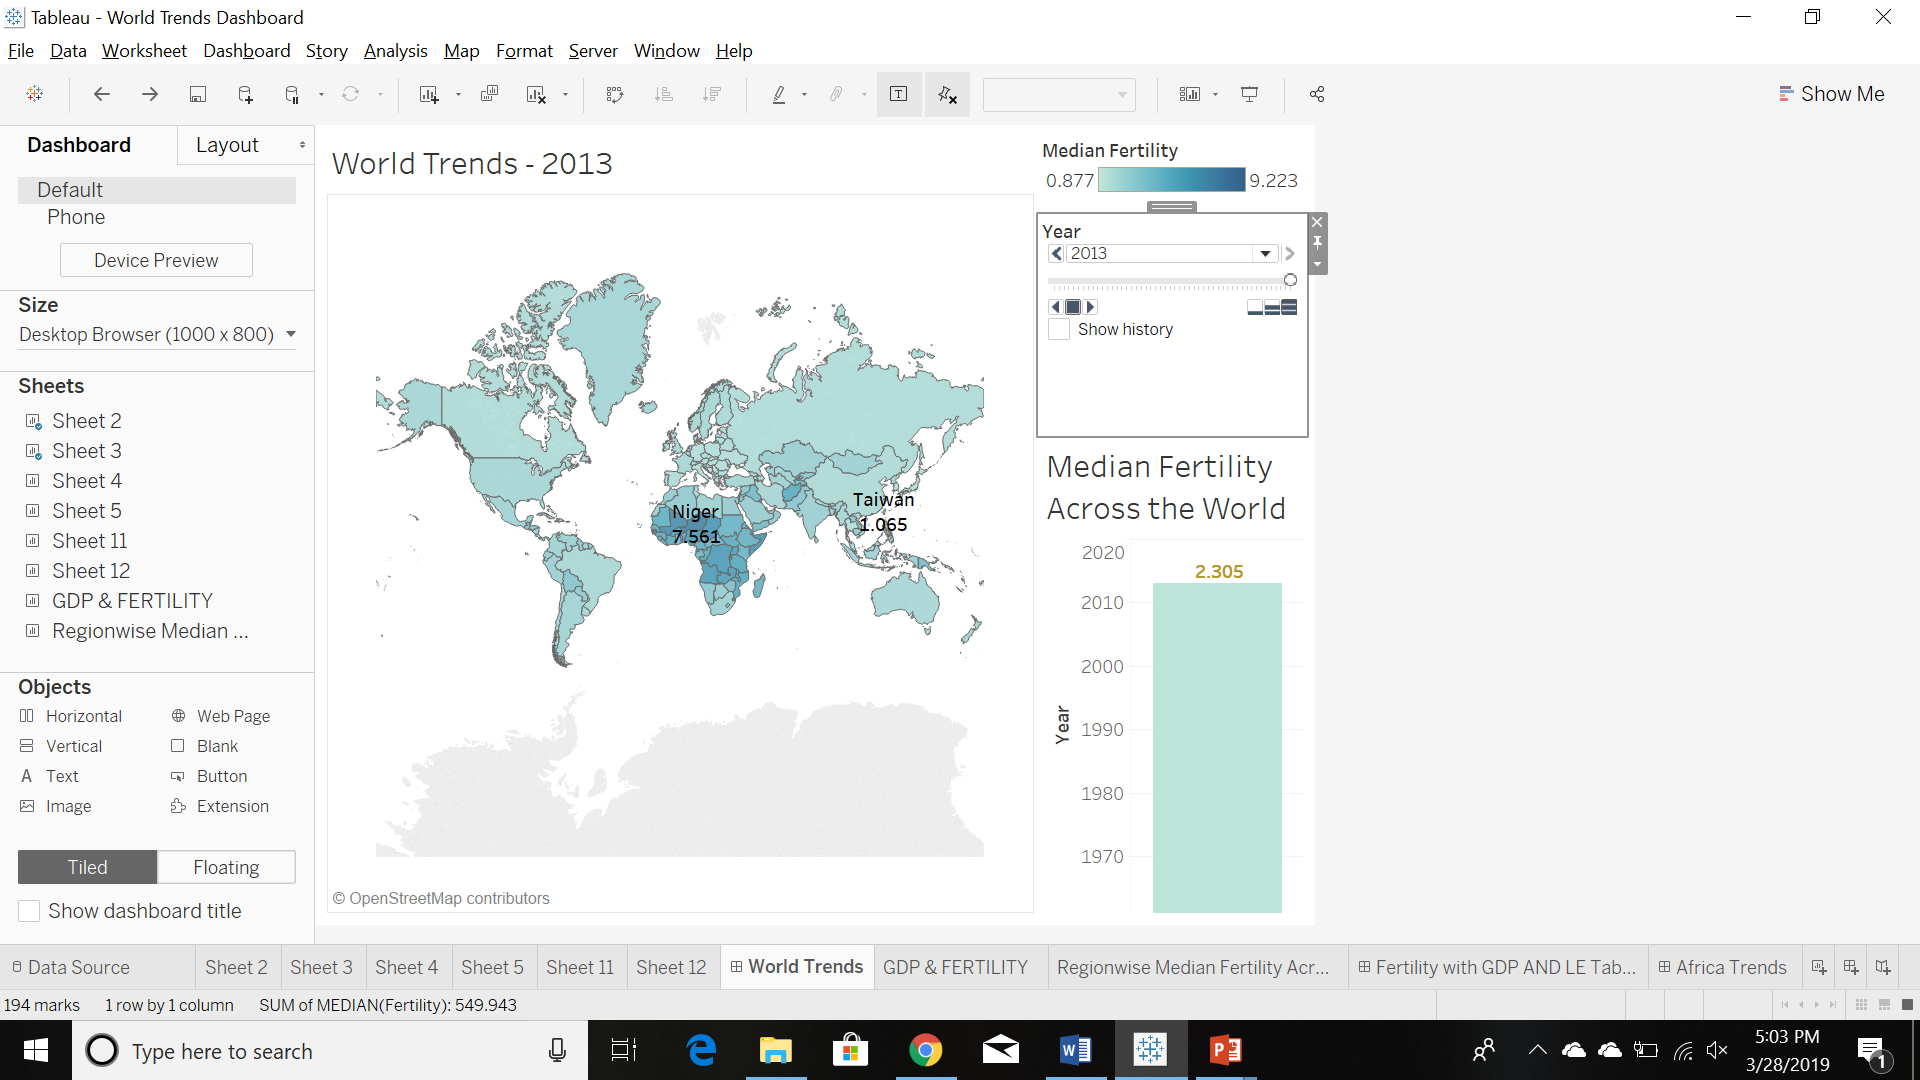 Tableau - World Trends Dashboard
File Data Worksheet Dashboard Story Analysis Map Format Server Window Help
Show Me
Dashboard Layout
Default
Phone
Device Preview
Size
Desktop Browser (1000 x 800)
Sheets
Sheet 2
Sheet 3
Sheet 4
Sheet 5
Sheet 11
Sheet 12
GDP & FERTILITY
Regionwise Median ...
Objects
Horizontal Web Page
Vertical Blank
A Text Button
Image Extension
Tiled Floating
Show dashboard title
World Trends - 2013
Niger
7.561
Taiwan
1.065
© OpenStreetMap contributors
Median Fertility
0.877 9.223
Year
2013
Show history
Median Fertility
Across the World
2020
2.305
2010
2000
1990
1980
1970
Year
Data Source Sheet 2 Sheet 3 Sheet 4 Sheet 5 Sheet 11 Sheet 12 World Trends GDP & FERTILITY Regionwise Median Fertility Acr... Fertility with GDP AND LE Tab... Africa Trends
194 marks 1 row by 1 column SUM of MEDIAN(Fertility): 549.943
Type here to search
5:03 PM
3/28/2019
1